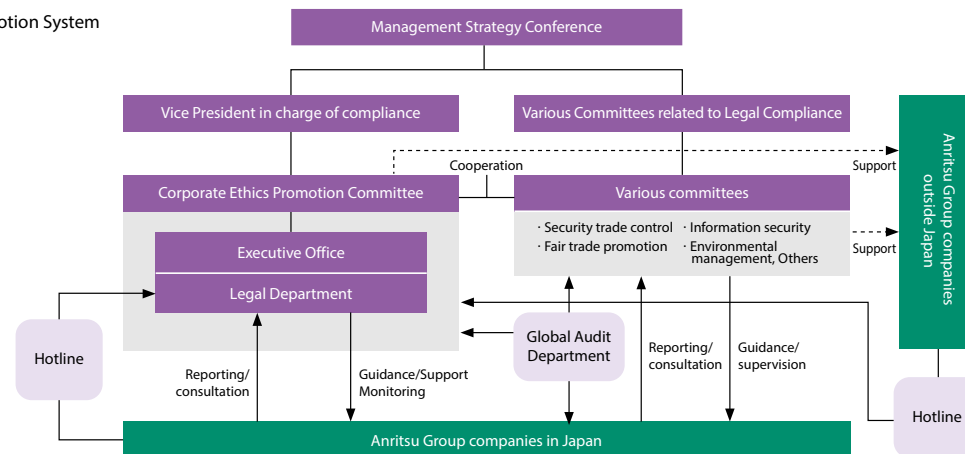 otion System
Management Strategy Conference
Vice President in charge of compliance
Various Committees related to Legal Compliance
Cooperation
Support
Corporate Ethics Promotion Committee
Various committees
· Security trade control
· Fair trade promotion
· Information security
· Environmental
management, Others
Support
Anritsu Group companies
outside Japan
Executive Office
Legal Department
Hotline
Global Audit
Department
Reporting/
consultation
Guidance/Support
Monitoring
Reporting/
consultation
Guidance/
supervision
Hotline
Anritsu Group companies in Japan